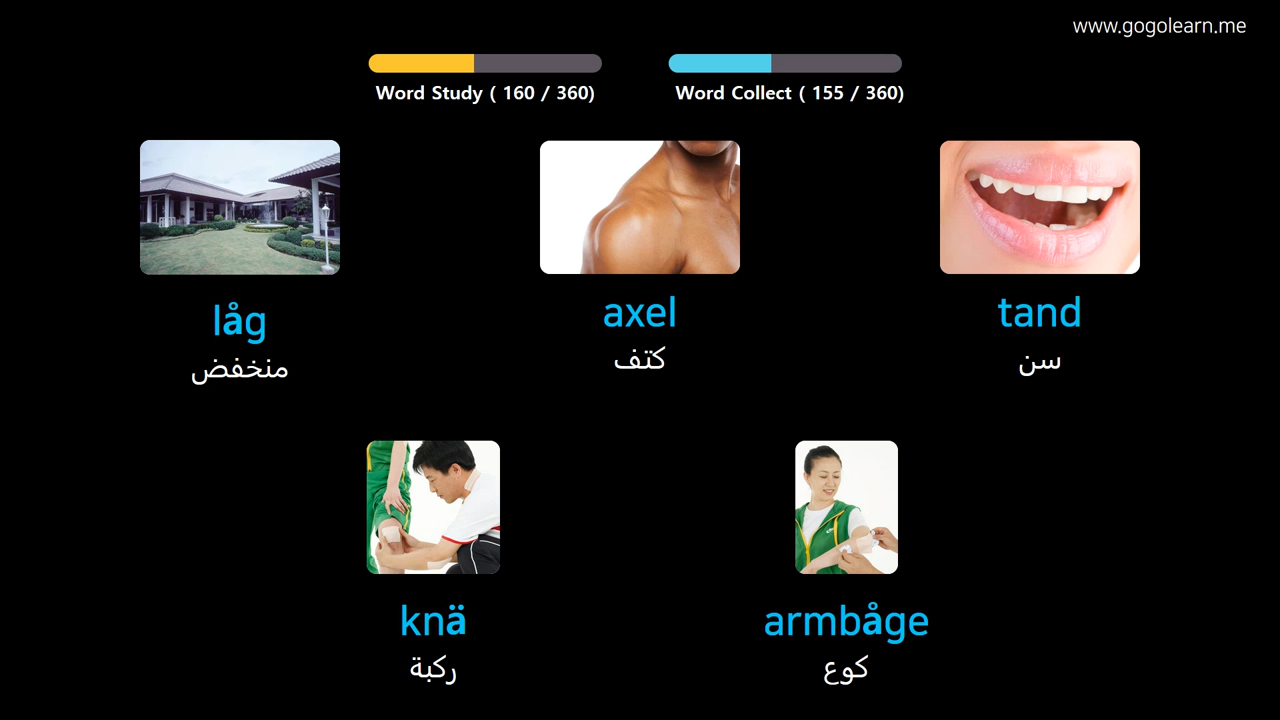 www.gogolearn.me
Word Study ( 160 / 360)
Word Collect ( 155 / 360)
låg
منخفض
axel
كتف
tand
سن
knä
ركبة
armbåge
كوع